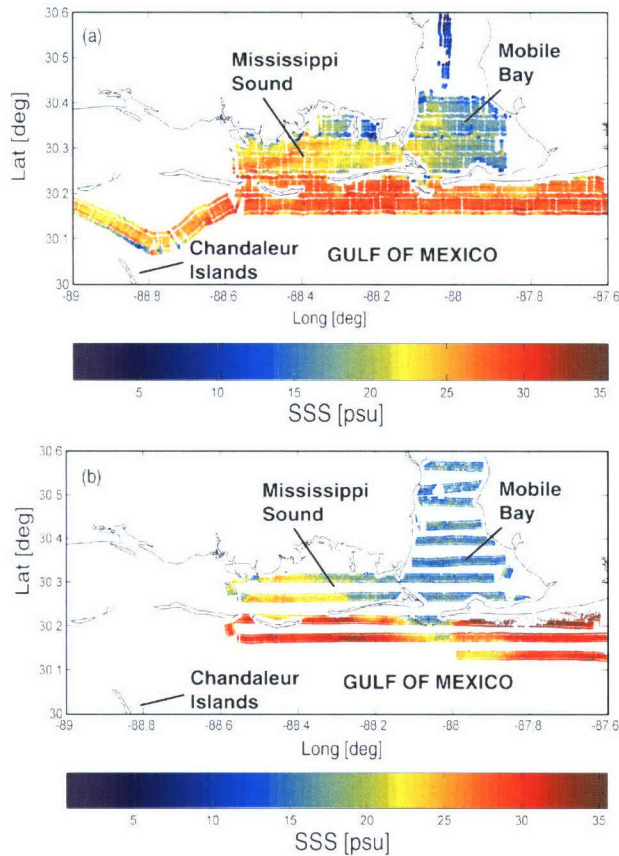 (a)
Mississippi
Sound
Mobile
Bay
Chandaleur
Islands
GULF OF MEXICO
30.6
30.5
30.4
30.3
30.2
30.1
30
Lat [deg]
-89 -88.8 -88.6 -88.4 -88.2 -88 -87.8 -87.6
Long [deg]
5 10 15 20 25 30 35
SSS [psu]
(b)
Mississippi
Sound
Mobile
Bay
Chandaleur
Islands
GULF OF MEXICO
30.6
30.5
30.4
30.3
30.2
30.1
30
Lat [deg]
-89 -88.8 -88.6 -88.4 -88.2 -88 -87.8 -87.6
Long [deg]
5 10 15 20 25 30 35
SSS [psu]